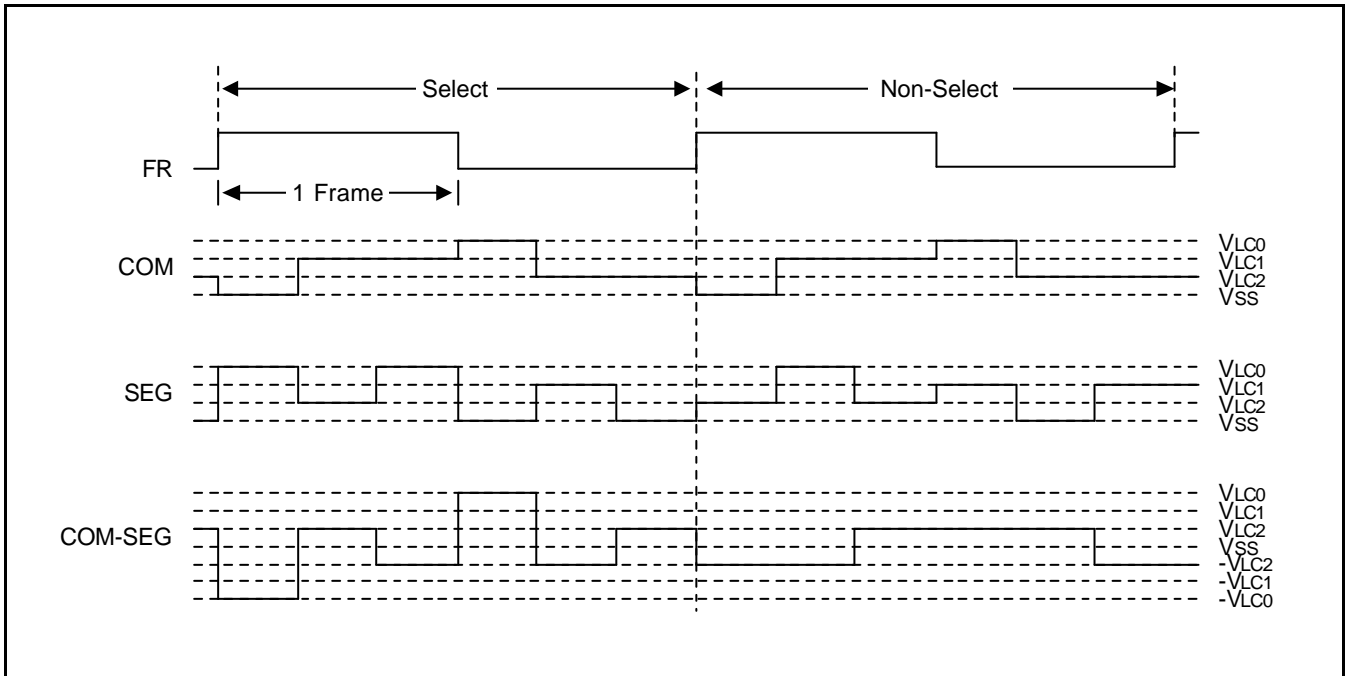 Select
Non-Select
FR
1 Frame
COM
VLC0
VLC1
VLC2
VSS
SEG
VLC0
VLC1
VLC2
VSS
COM-SEG
VLC0
VLC1
VLC2
VSS
-VLC2
-VLC1
-VLC0